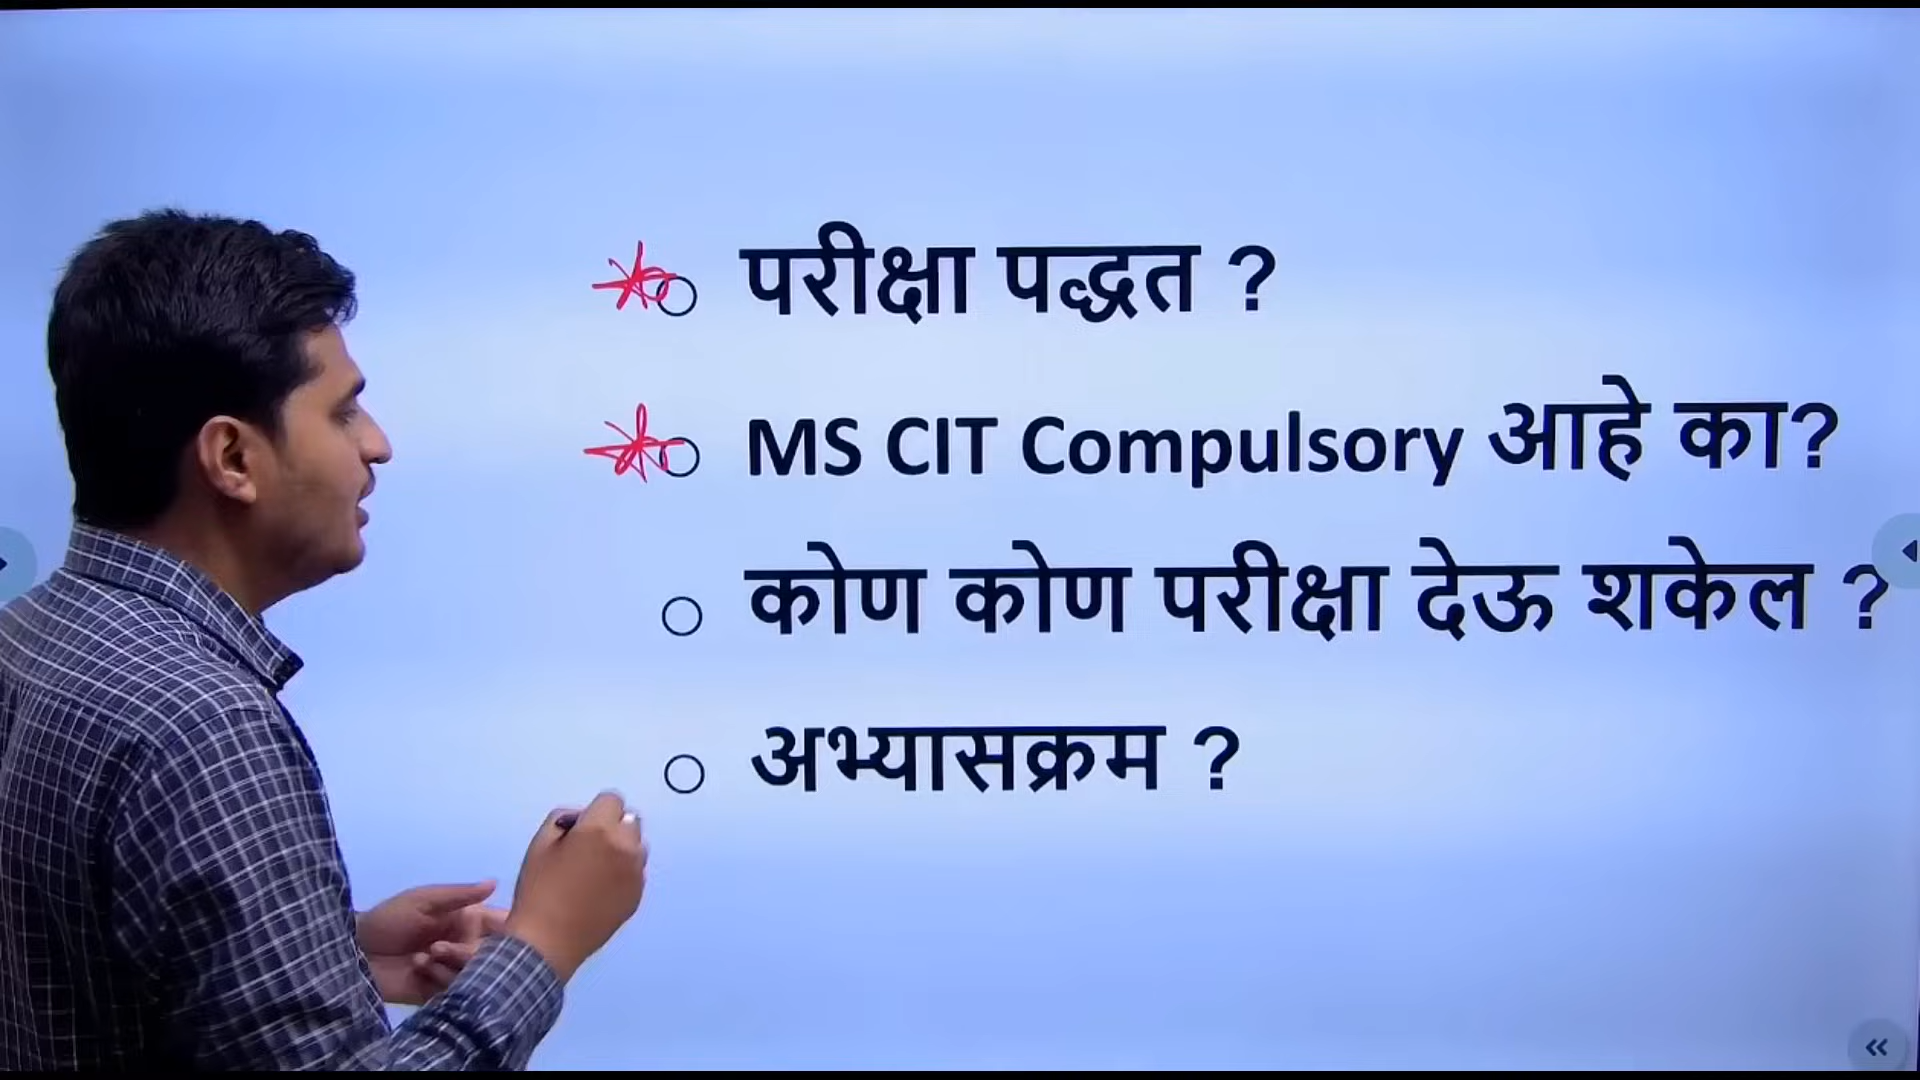 परीक्षा पद्धत ?
MS CIT Compulsory आहे का?
कोण कोण परीक्षा देऊ शकेल ?
अभ्यासक्रम ?